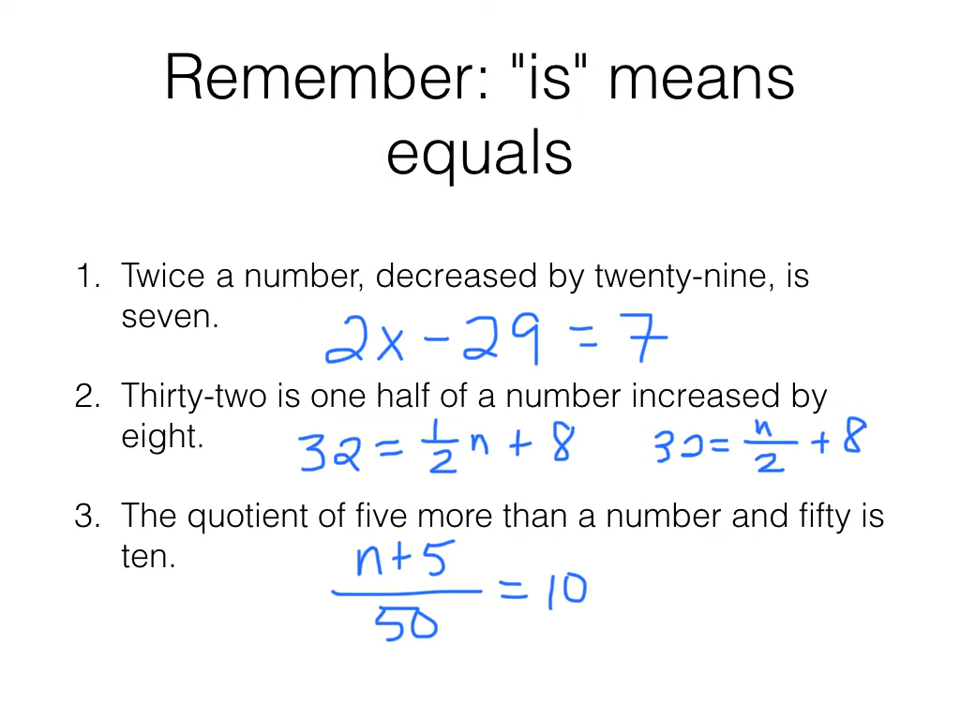 Remember: "is" means
equals
1. Twice a number, decreased by twenty-nine, is
seven.
2x - 29 = 7
2. Thirty-two is one half of a number increased by
eight.
32 = 1/2 n + 8
32 = n/2 + 8
3. The quotient of five more than a number and fifty is
ten.
n + 5
50
= 10